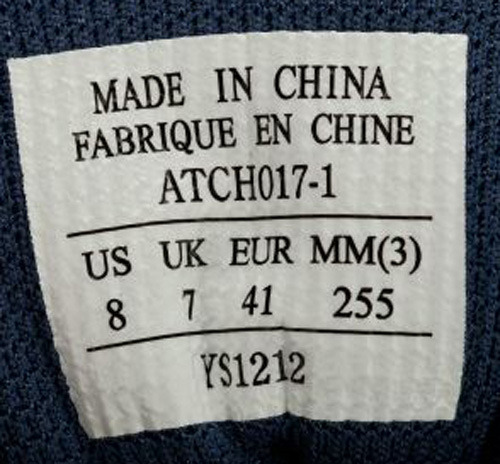 MADE IN CHINA
FABRIQUE EN CHINE
ATCH017-1
US UK EUR MM(3)
8 7 41 255
YS1212